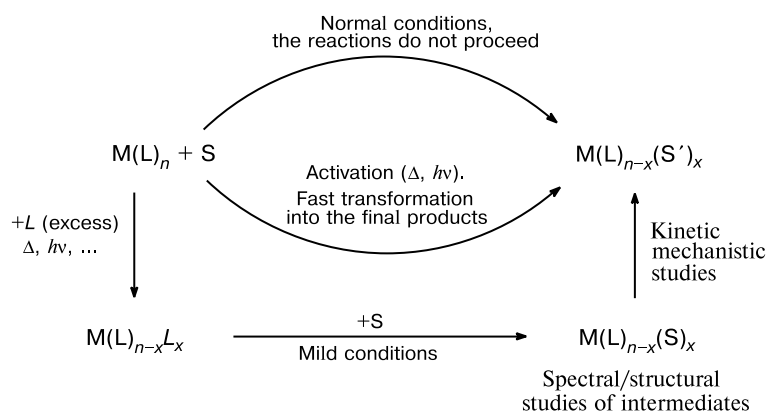 Normal conditions,
the reactions do not proceed
M(L)ₙ + S
M(L)ₙ₋ₓ(S′)ₓ
Activation (Δ, hν).
Fast transformation
into the final products
+L (excess)
Δ, hν, ...
Kinetic
mechanistic
studies
M(L)ₙ₋ₓLₓ
+S
Mild conditions
M(L)ₙ₋ₓ(S)ₓ
Spectral/structural
studies of intermediates